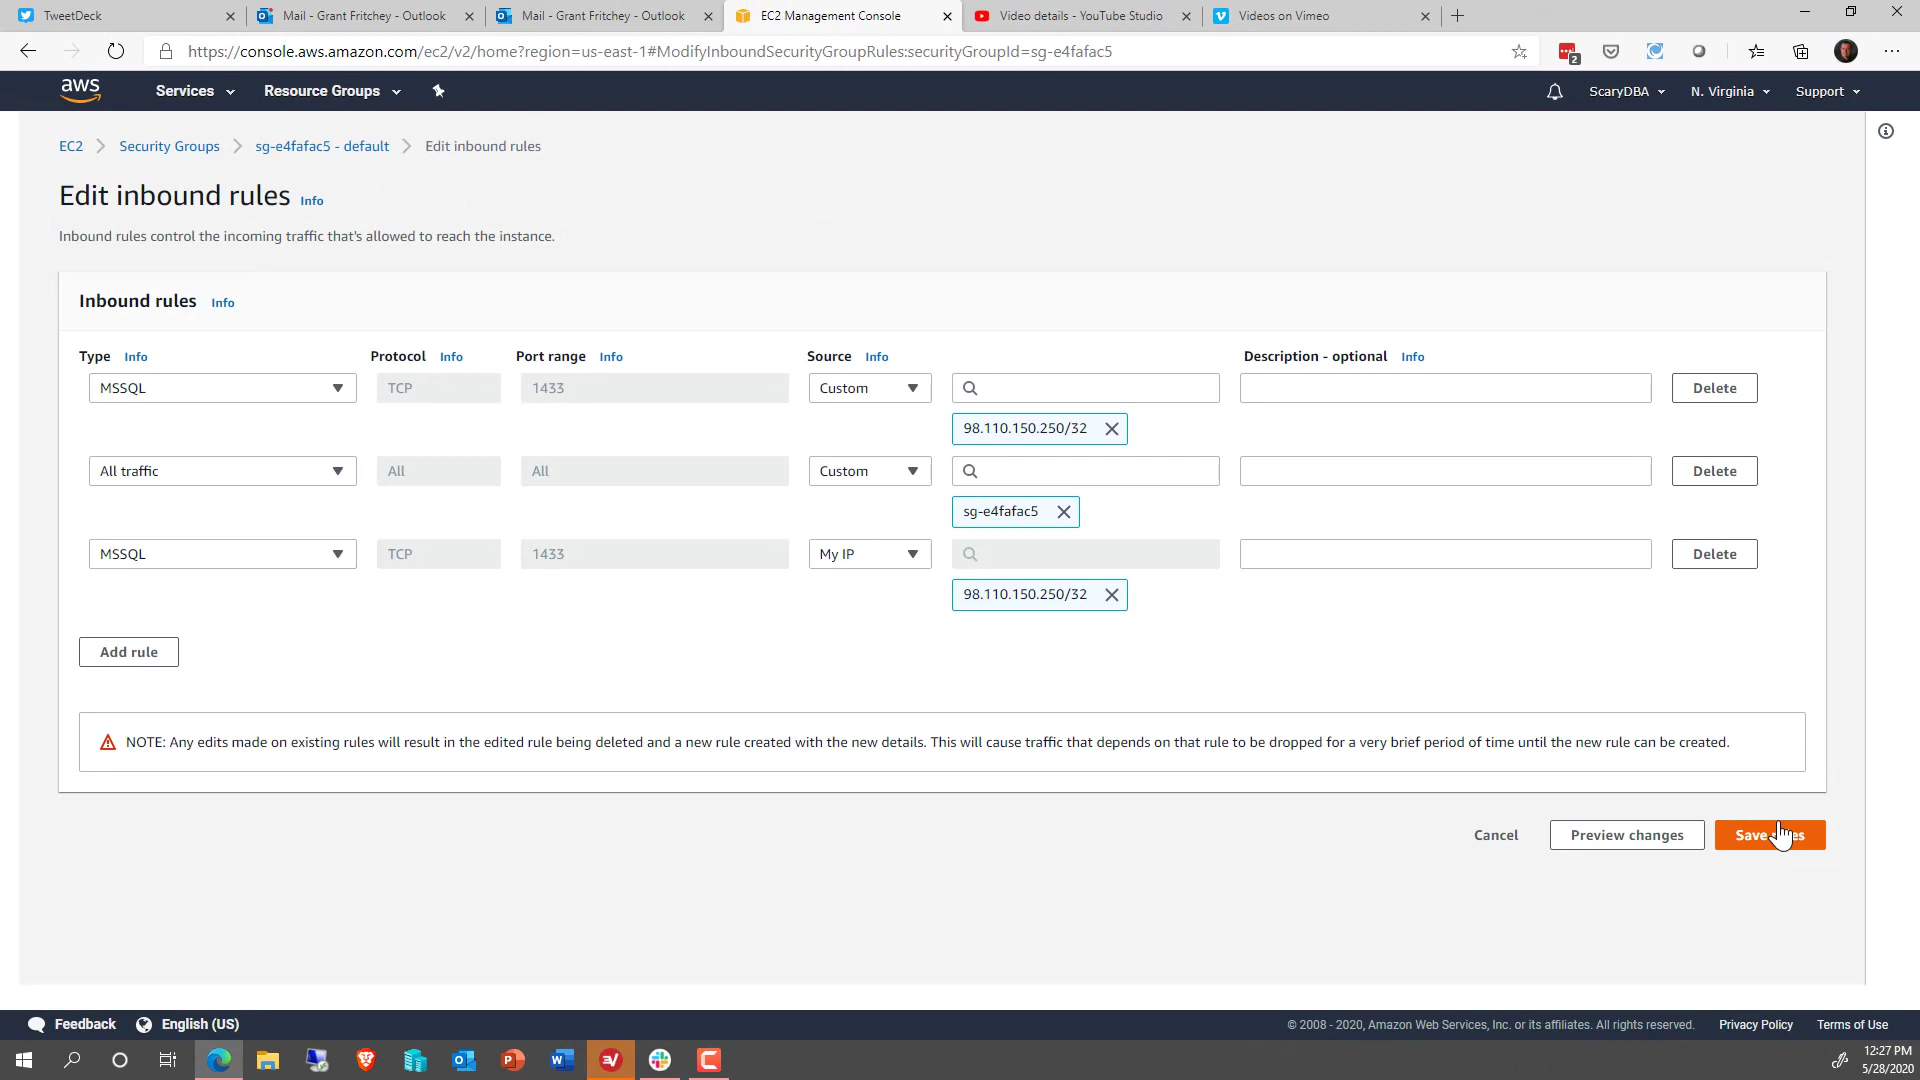 TweetDeck
Mail - Grant Fritchey - Outlook
Mail - Grant Fritchey - Outlook
EC2 Management Console
Video details - YouTube Studio
Videos on Vimeo
https://console.aws.amazon.com/ec2/v2/home?region=us-east-1#ModifyInboundSecurityGroupRules:securityGroupId=sg-e4fafac5
2
aws
Services
Resource Groups
ScaryDBA
N. Virginia
Support
EC2
Security Groups
sg-e4fafac5 - default
Edit inbound rules
Edit inbound rules Info
Inbound rules control the incoming traffic that's allowed to reach the instance.
Inbound rules Info
Type Info
Protocol Info
Port range Info
Source Info
Description - optional Info
MSSQL
TCP
1433
Custom
Delete
98.110.150.250/32
All traffic
All
All
Custom
Delete
sg-e4fafac5
MSSQL
TCP
1433
My IP
Delete
98.110.150.250/32
Add rule
NOTE: Any edits made on existing rules will result in the edited rule being deleted and a new rule created with the new details. This will cause traffic that depends on that rule to be dropped for a very brief period of time until the new rule can be created.
Cancel
Preview changes
Save
Feedback
English (US)
© 2008 - 2020, Amazon Web Services, Inc. or its affiliates. All rights reserved.
Privacy Policy
Terms of Use
12:27 PM
5/28/2020